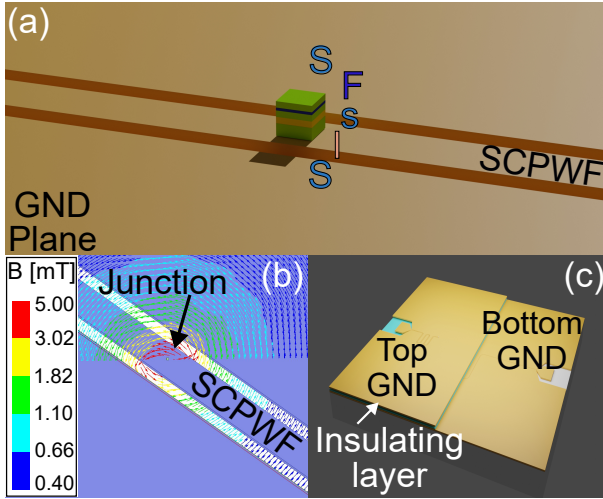 (a)
S
F
s
I
S
SCPWF
GND
Plane
B [mT]
5.00
3.02
1.82
1.10
0.66
0.40
(b)
Junction
SCPWF
(c)
Top
GND
Bottom
GND
Insulating
layer